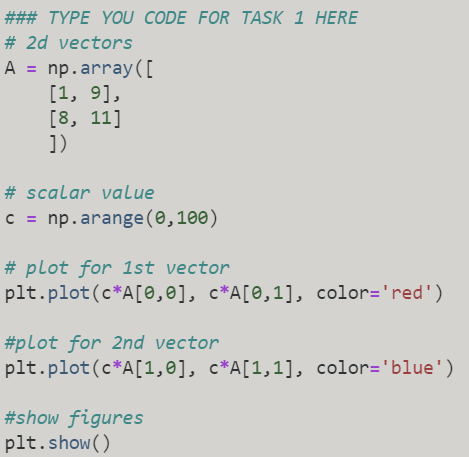 ### TYPE YOU CODE FOR TASK 1 HERE
# 2d vectors
A = np.array([
    [1, 9],
    [8, 11]
    ])
# scalar value
c = np.arange(0,100)
# plot for 1st vector
plt.plot(c*A[0,0], c*A[0,1], color='red')
#plot for 2nd vector
plt.plot(c*A[1,0], c*A[1,1], color='blue')
#show figures
plt.show()